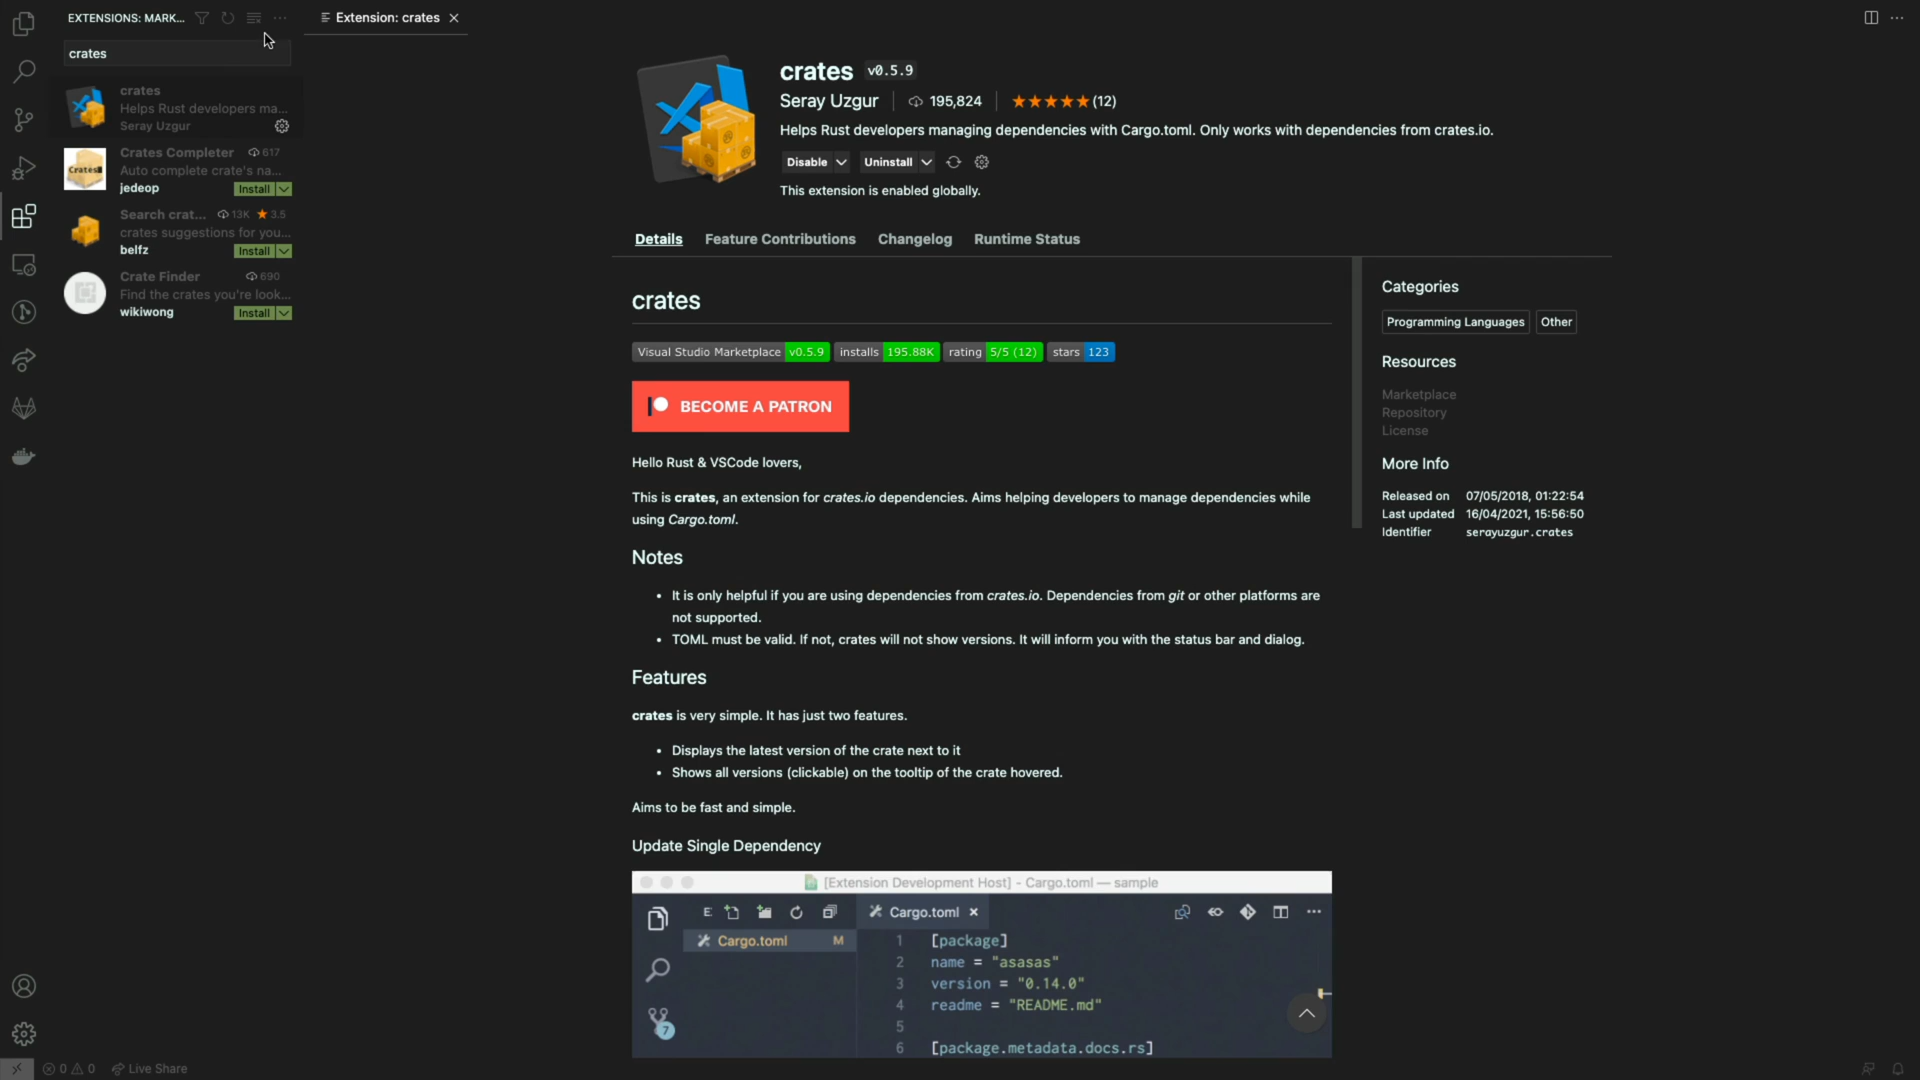 EXTENSIONS: MARK...
crates
crates
Helps Rust developers ma...
Seray Uzgur
Crates Completer 617
Auto complete crate's na...
jedeop Install
Search crat... 13K ★ 3.5
crates suggestions for you...
belfz Install
Crate Finder 690
Find the crates you're look...
wikiwong Install
Extension: crates
crates v0.5.9
Seray Uzgur 195,824 ★★★★★ (12)
Helps Rust developers managing dependencies with Cargo.toml. Only works with dependencies from crates.io.
Disable Uninstall
This extension is enabled globally.
Details Feature Contributions Changelog Runtime Status
crates
Visual Studio Marketplace v0.5.9 installs 195.88K rating 5/5 (12) stars 123
BECOME A PATRON
Hello Rust & VSCode lovers,
This is crates, an extension for crates.io dependencies. Aims helping developers to manage dependencies while
using Cargo.toml.
Notes
• It is only helpful if you are using dependencies from crates.io. Dependencies from git or other platforms are
not supported.
• TOML must be valid. If not, crates will not show versions. It will inform you with the status bar and dialog.
Features
crates is very simple. It has just two features.
• Displays the latest version of the crate next to it
• Shows all versions (clickable) on the tooltip of the crate hovered.
Aims to be fast and simple.
Update Single Dependency
[Extension Development Host] - Cargo.toml — sample
E Cargo.toml
Cargo.toml M
7
1 [package]
2 name = "asasas"
3 version = "0.14.0"
4 readme = "README.md"
5
6 [package.metadata.docs.rs]
Categories
Programming Languages Other
Resources
Marketplace
Repository
License
More Info
Released on 07/05/2018, 01:22:54
Last updated 16/04/2021, 15:56:50
Identifier serayuzgur.crates
0 0 Live Share